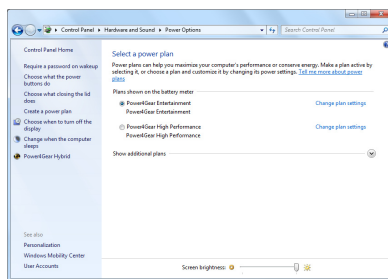 Control Panel ▸ Hardware and Sound ▸ Power Options
Search Control Panel
Control Panel Home
Require a password on wakeup
Choose what the power
buttons do
Choose what closing the lid
does
Create a power plan
Choose when to turn off the
display
Change when the computer
sleeps
Power4Gear Hybrid
See also
Personalization
Windows Mobility Center
User Accounts
Select a power plan
Power plans can help you maximize your computer's performance or conserve energy. Make a plan active by
selecting it, or choose a plan and customize it by changing its power settings. Tell me more about power
plans
Plans shown on the battery meter
Power4Gear Entertainment Change plan settings
Power4Gear Entertainment
Power4Gear High Performance Change plan settings
Power4Gear High Performance
Show additional plans
Screen brightness: